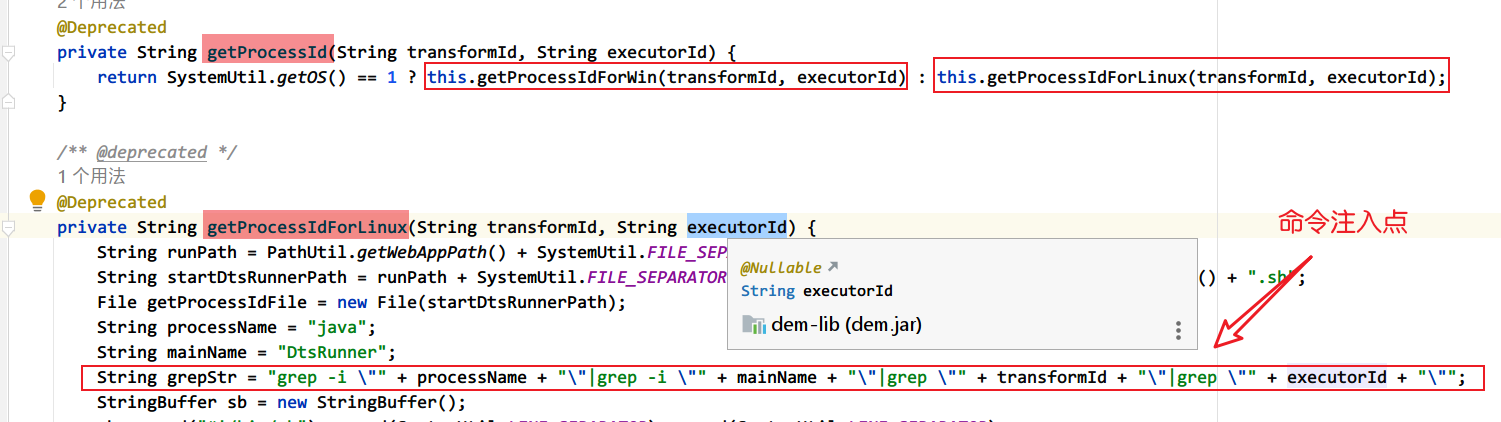 2 个用法
@Deprecated
private String getProcessId(String transformId, String executorId) {
return SystemUtil.getOS() == 1 ? this.getProcessIdForWin(transformId, executorId) : this.getProcessIdForLinux(transformId, executorId);
}
/** @deprecated */
1 个用法
@Deprecated
private String getProcessIdForLinux(String transformId, String executorId) {
命令注入点
String runPath = PathUtil.getWebAppPath() + SystemUtil.FILE_SEP
@Nullable
String startDtsRunnerPath = runPath + SystemUtil.FILE_SEPARATOR () + ".sh";
String executorId
File getProcessIdFile = new File(startDtsRunnerPath);
String processName = "java";
dem-lib (dem.jar)
String mainName = "DtsRunner";
String grepStr = "grep -i \"" + processName + "\"|grep -i \"" + mainName + "\"|grep \"" + transformId + "\"|grep \"" + executorId + "\"";
StringBuffer sb = new StringBuffer();